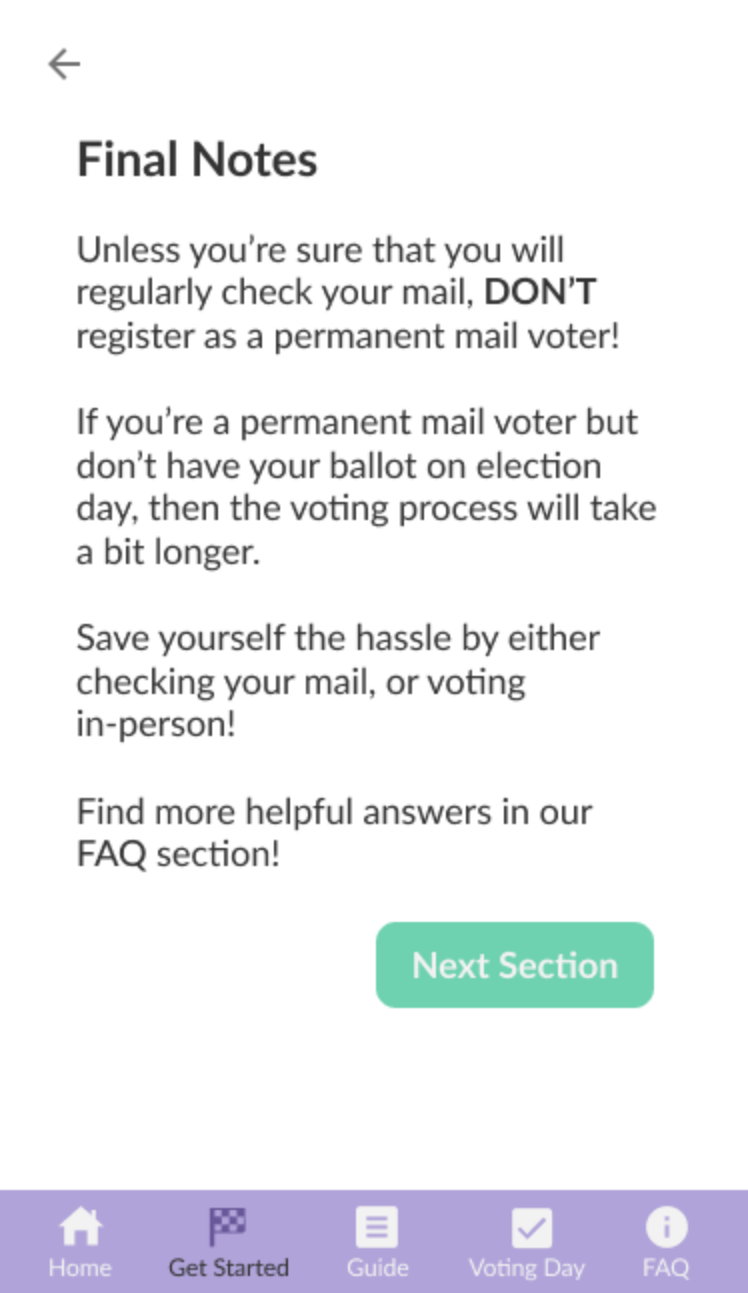 Final Notes
Unless you’re sure that you will
regularly check your mail, DON’T
register as a permanent mail voter!
If you’re a permanent mail voter but
don’t have your ballot on election
day, then the voting process will take
a bit longer.
Save yourself the hassle by either
checking your mail, or voting
in-person!
Find more helpful answers in our
FAQ section!
Next Section
Home Get Started Guide Voting Day FAQ